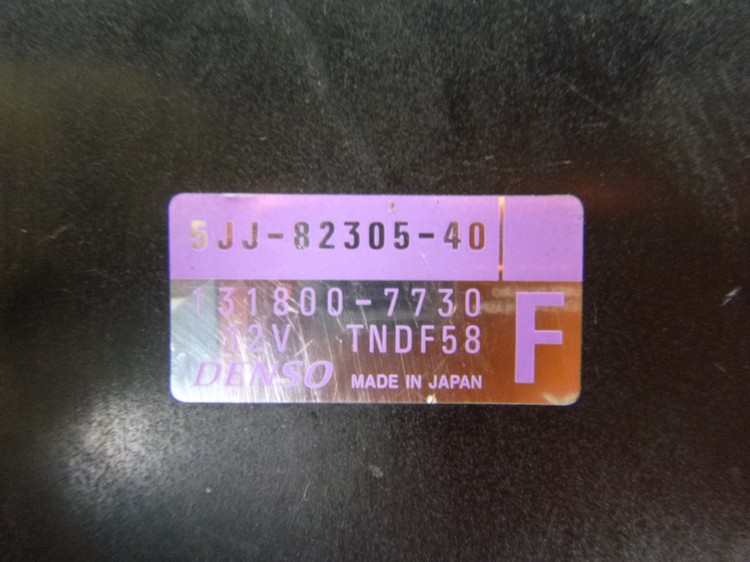 5JJ-82305-40
131800-7730
12V TNDF58
F
DENSO MADE IN JAPAN